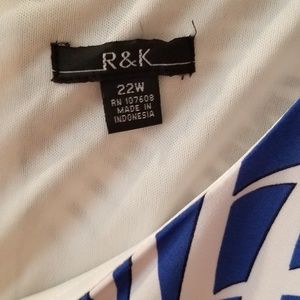 R&K
22W
RN 107608
MADE IN
INDONESIA